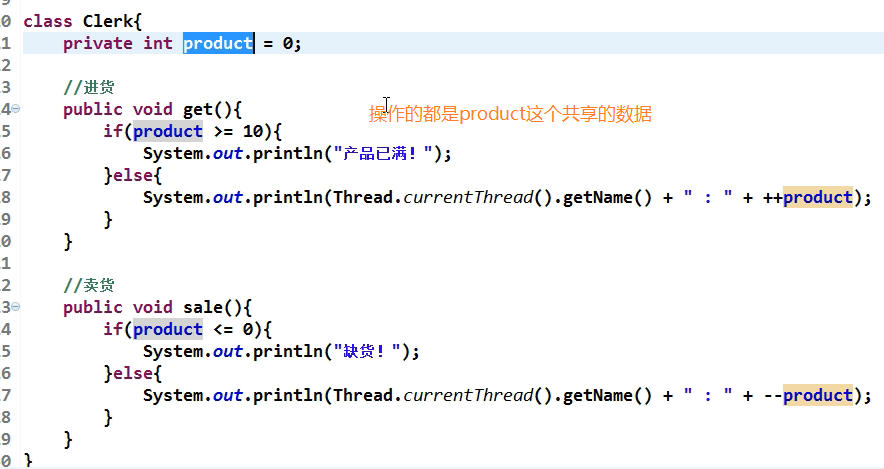 0 class Clerk{
1 private int product = 0;
2
3 //进货
4 public void get(){
操作的都是product这个共享的数据
5 if(product >= 10){
6 System.out.println("产品已满！");
7 }else{
8 System.out.println(Thread.currentThread().getName() + " : " + ++product);
9 }
0 }
1
2 //卖货
3 public void sale(){
4 if(product <= 0){
5 System.out.println("缺货！");
6 }else{
7 System.out.println(Thread.currentThread().getName() + " : " + --product);
8 }
9 }
0 }